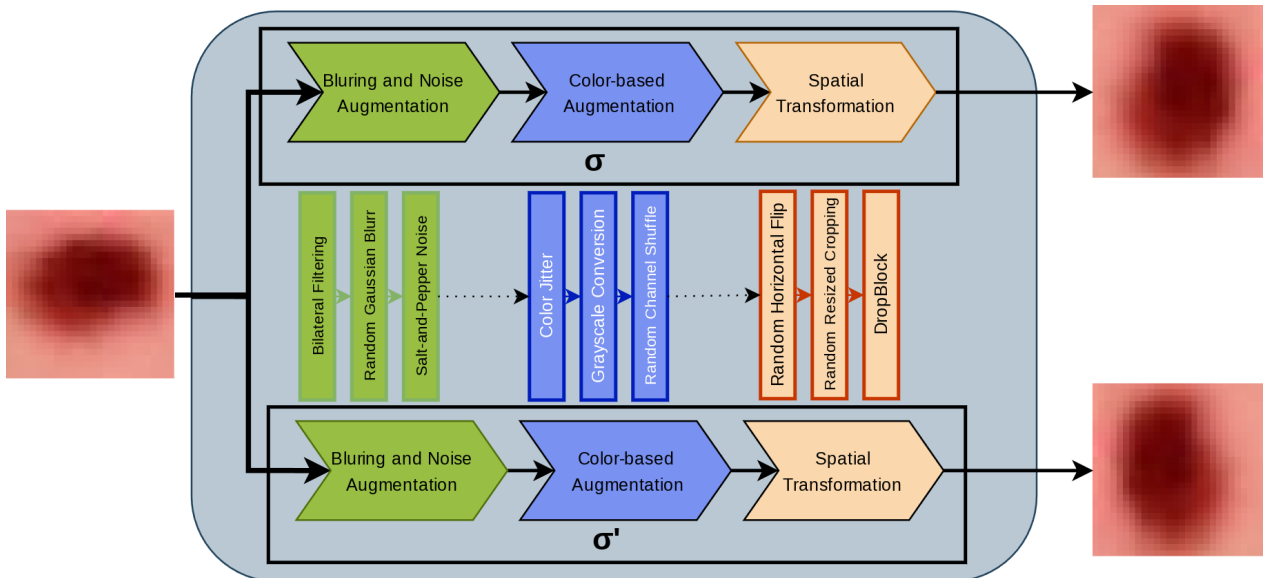 Bluring and Noise
Augmentation
Color-based
Augmentation
Spatial
Transformation
σ
Bilateral Filtering
Random Gaussian Blurr
Salt-and-Pepper Noise
Color Jitter
Grayscale Conversion
Random Channel Shuffle
Random Horizontal Flip
Random Resized Cropping
DropBlock
Bluring and Noise
Augmentation
Color-based
Augmentation
Spatial
Transformation
σ'